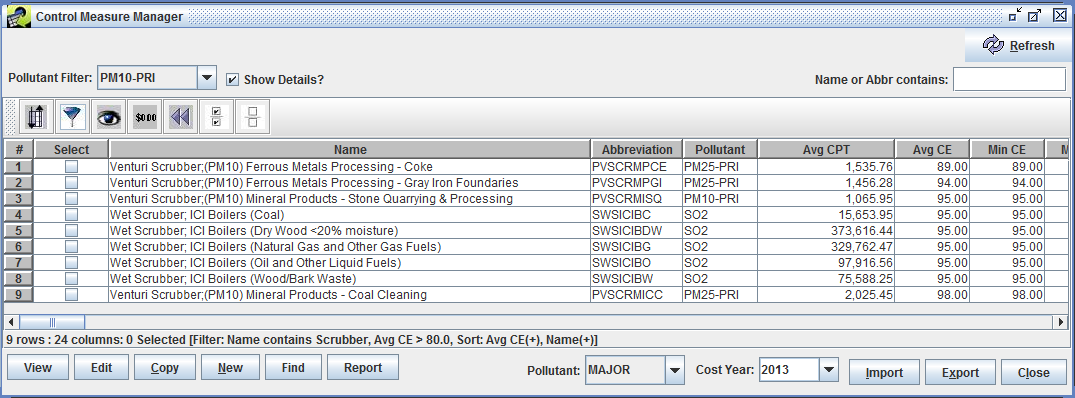 Control Measure Manager
Refresh
Pollutant Filter: PM10-PRI Show Details? Name or Abbr contains:
$0.00
# Select Name Abbreviation Pollutant Avg CPT Avg CE Min CE M
1 Venturi Scrubber;(PM10) Ferrous Metals Processing - Coke PVSCRMPCE PM25-PRI 1,535.76 89.00 89.00
2 Venturi Scrubber;(PM10) Ferrous Metals Processing - Gray Iron Foundaries PVSCRMPGI PM25-PRI 1,456.28 94.00 94.00
3 Venturi Scrubber;(PM10) Mineral Products - Stone Quarrying & Processing PVSCRMISQ PM10-PRI 1,065.95 95.00 95.00
4 Wet Scrubber; ICI Boilers (Coal) SWSICIBC SO2 15,653.95 95.00 95.00
5 Wet Scrubber; ICI Boilers (Dry Wood <20% moisture) SWSICIBDW SO2 373,616.44 95.00 95.00
6 Wet Scrubber; ICI Boilers (Natural Gas and Other Gas Fuels) SWSICIBG SO2 329,762.47 95.00 95.00
7 Wet Scrubber; ICI Boilers (Oil and Other Liquid Fuels) SWSICIBO SO2 97,916.56 95.00 95.00
8 Wet Scrubber; ICI Boilers (Wood/Bark Waste) SWSICIBW SO2 75,588.25 95.00 95.00
9 Venturi Scrubber;(PM10) Mineral Products - Coal Cleaning PVSCRMICC PM25-PRI 2,025.45 98.00 98.00
9 rows : 24 columns: 0 Selected [Filter: Name contains Scrubber, Avg CE > 80.0, Sort: Avg CE(+), Name(+)]
View Edit Copy New Find Report Pollutant: MAJOR Cost Year: 2013 Import Export Close